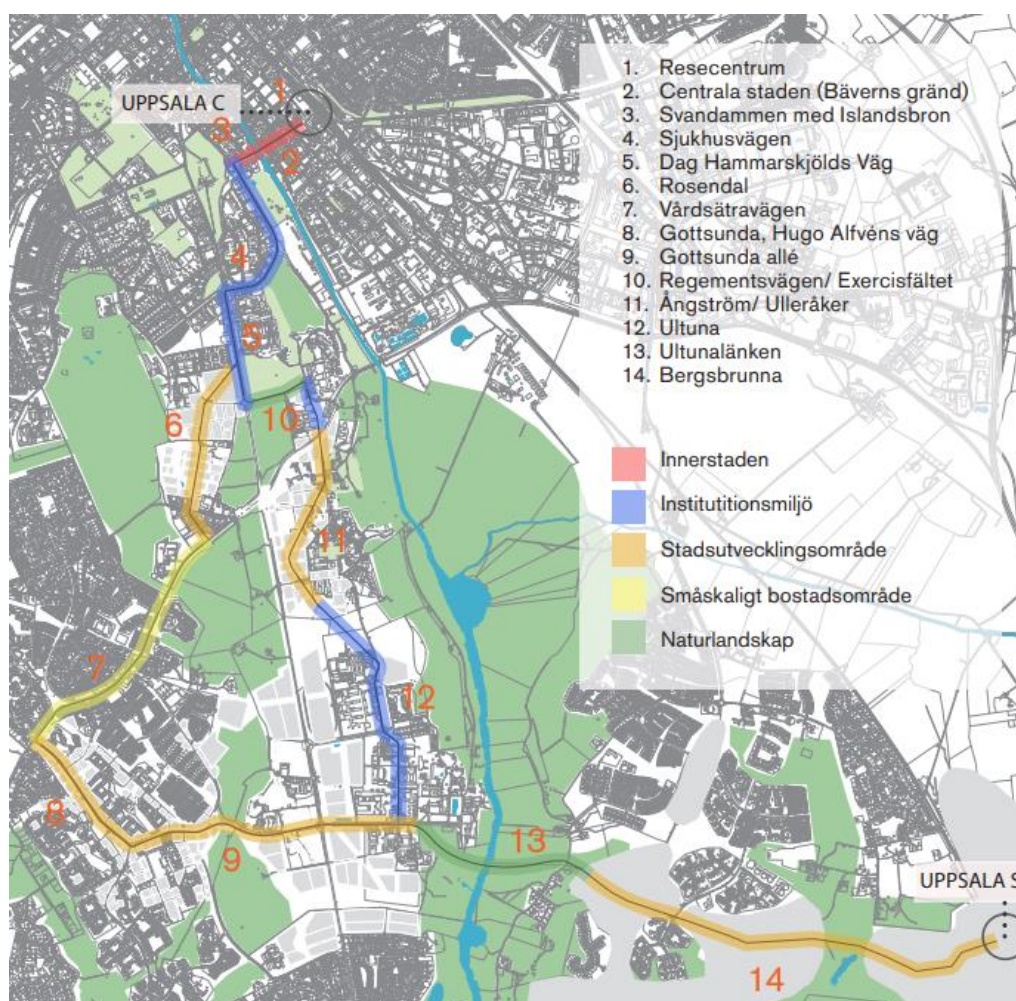 UPPSALA C
1
2
3
4
5
6
7
8
9
10
11
12
13
14
UPPSALA S
1. Resecentrum
2. Centrala staden (Bäverns gränd)
3. Svandammen med Islandsbron
4. Sjukhusvägen
5. Dag Hammarskjölds Väg
6. Rosendal
7. Vårdsätravägen
8. Gottsunda, Hugo Alfvéns väg
9. Gottsunda allé
10. Regementsvägen/ Exercisfältet
11. Ångström/ Ulleråker
12. Ultuna
13. Ultunalänken
14. Bergsbrunna
Innerstaden
Institutitionsmiljö
Stadsutvecklingsområde
Småskaligt bostadsområde
Naturlandskap